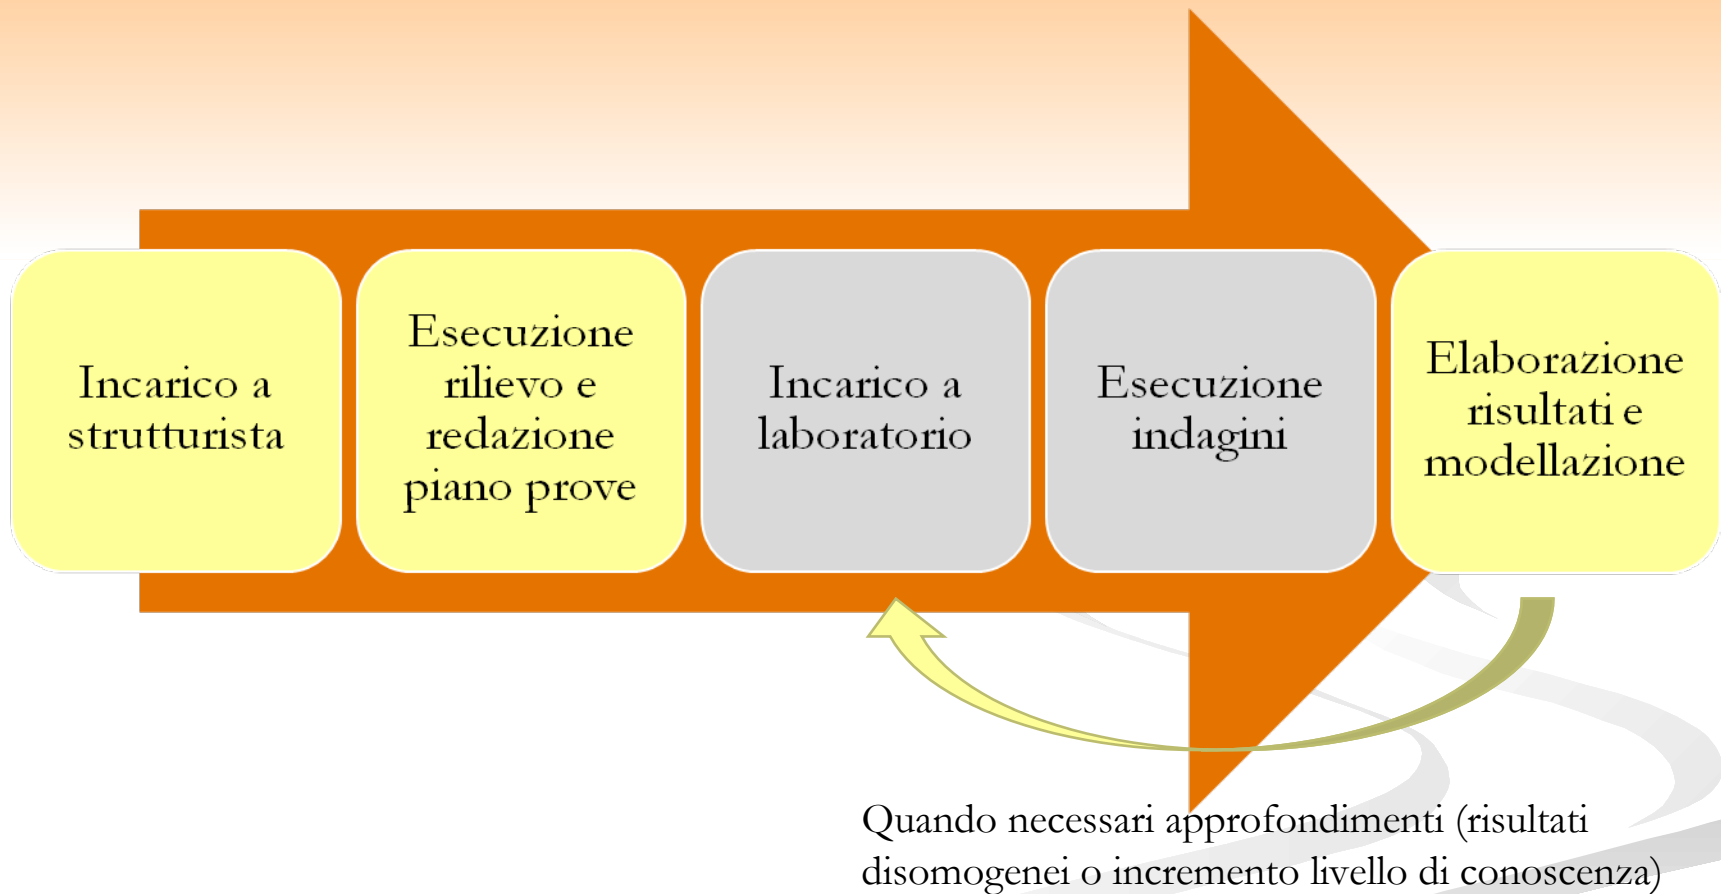 Incarico a
strutturista
Esecuzione
rilievo e
redazione
piano prove
Incarico a
laboratorio
Esecuzione
indagini
Elaborazione
risultati e
modellazione
Quando necessari approfondimenti (risultati
disomogenei o incremento livello di conoscenza)